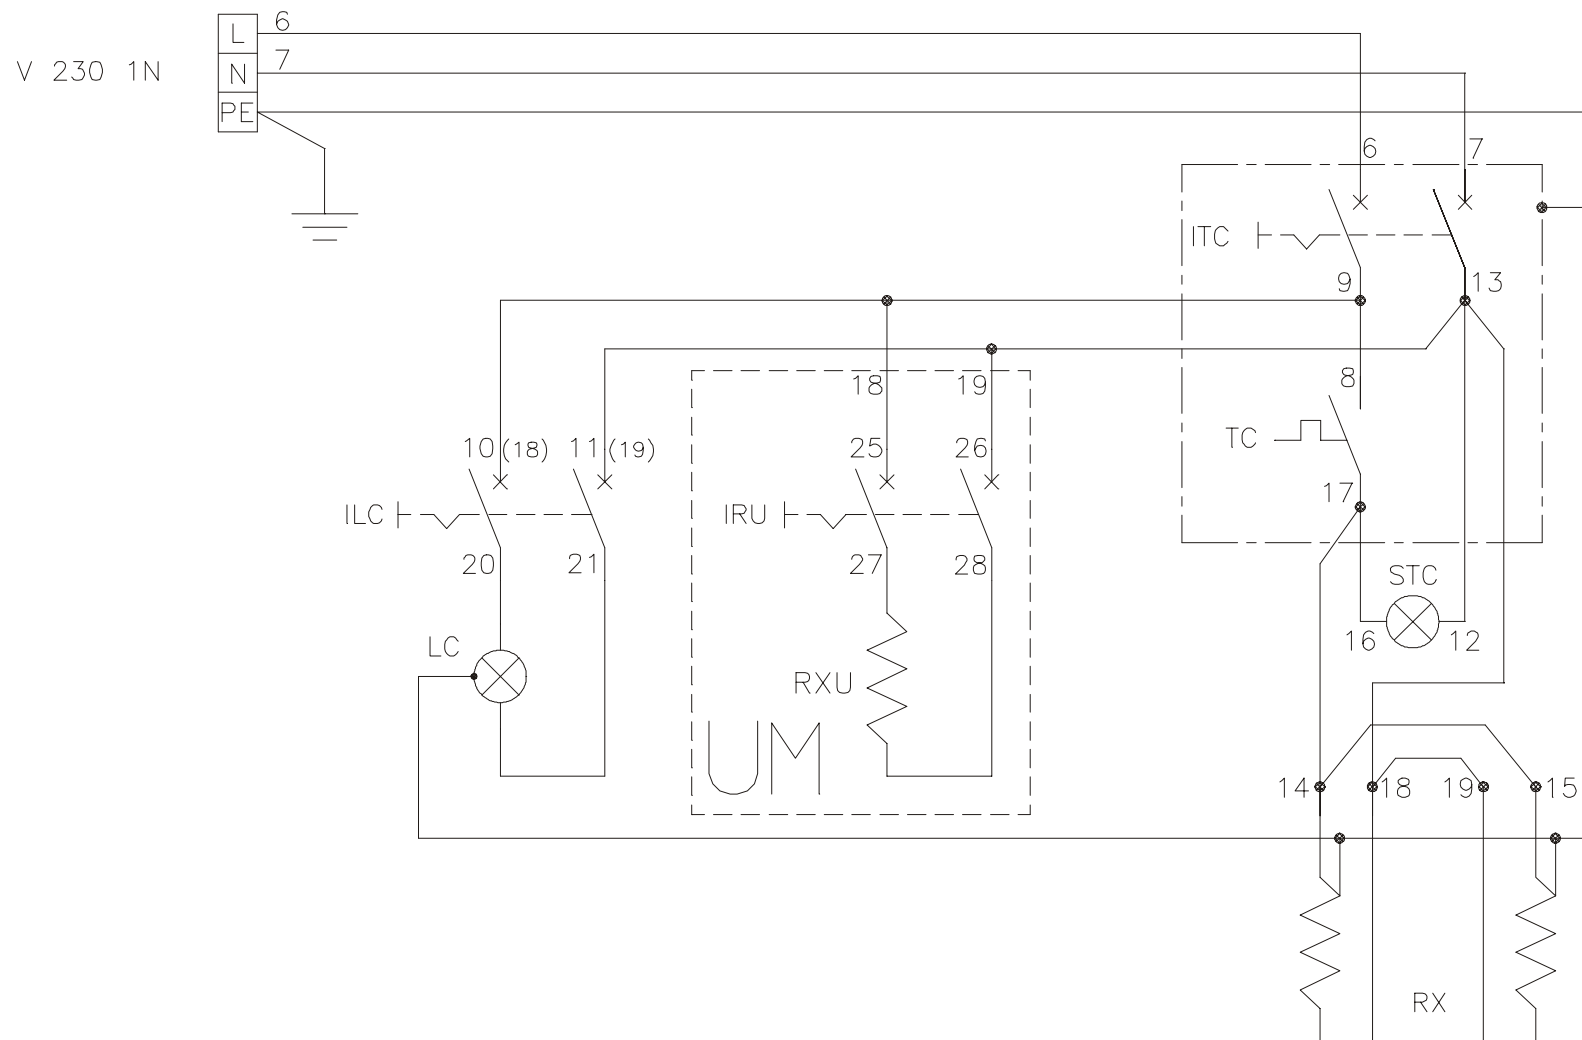 L 6
V 230 1N N 7
PE
6 7
ITC
9 13
18 19 8
10 (18) 11 (19) 25 26 TC
17
ILC IRU
20 21 27 28
STC
LC 16 12
RXU
UM
14 18 19 15
RX